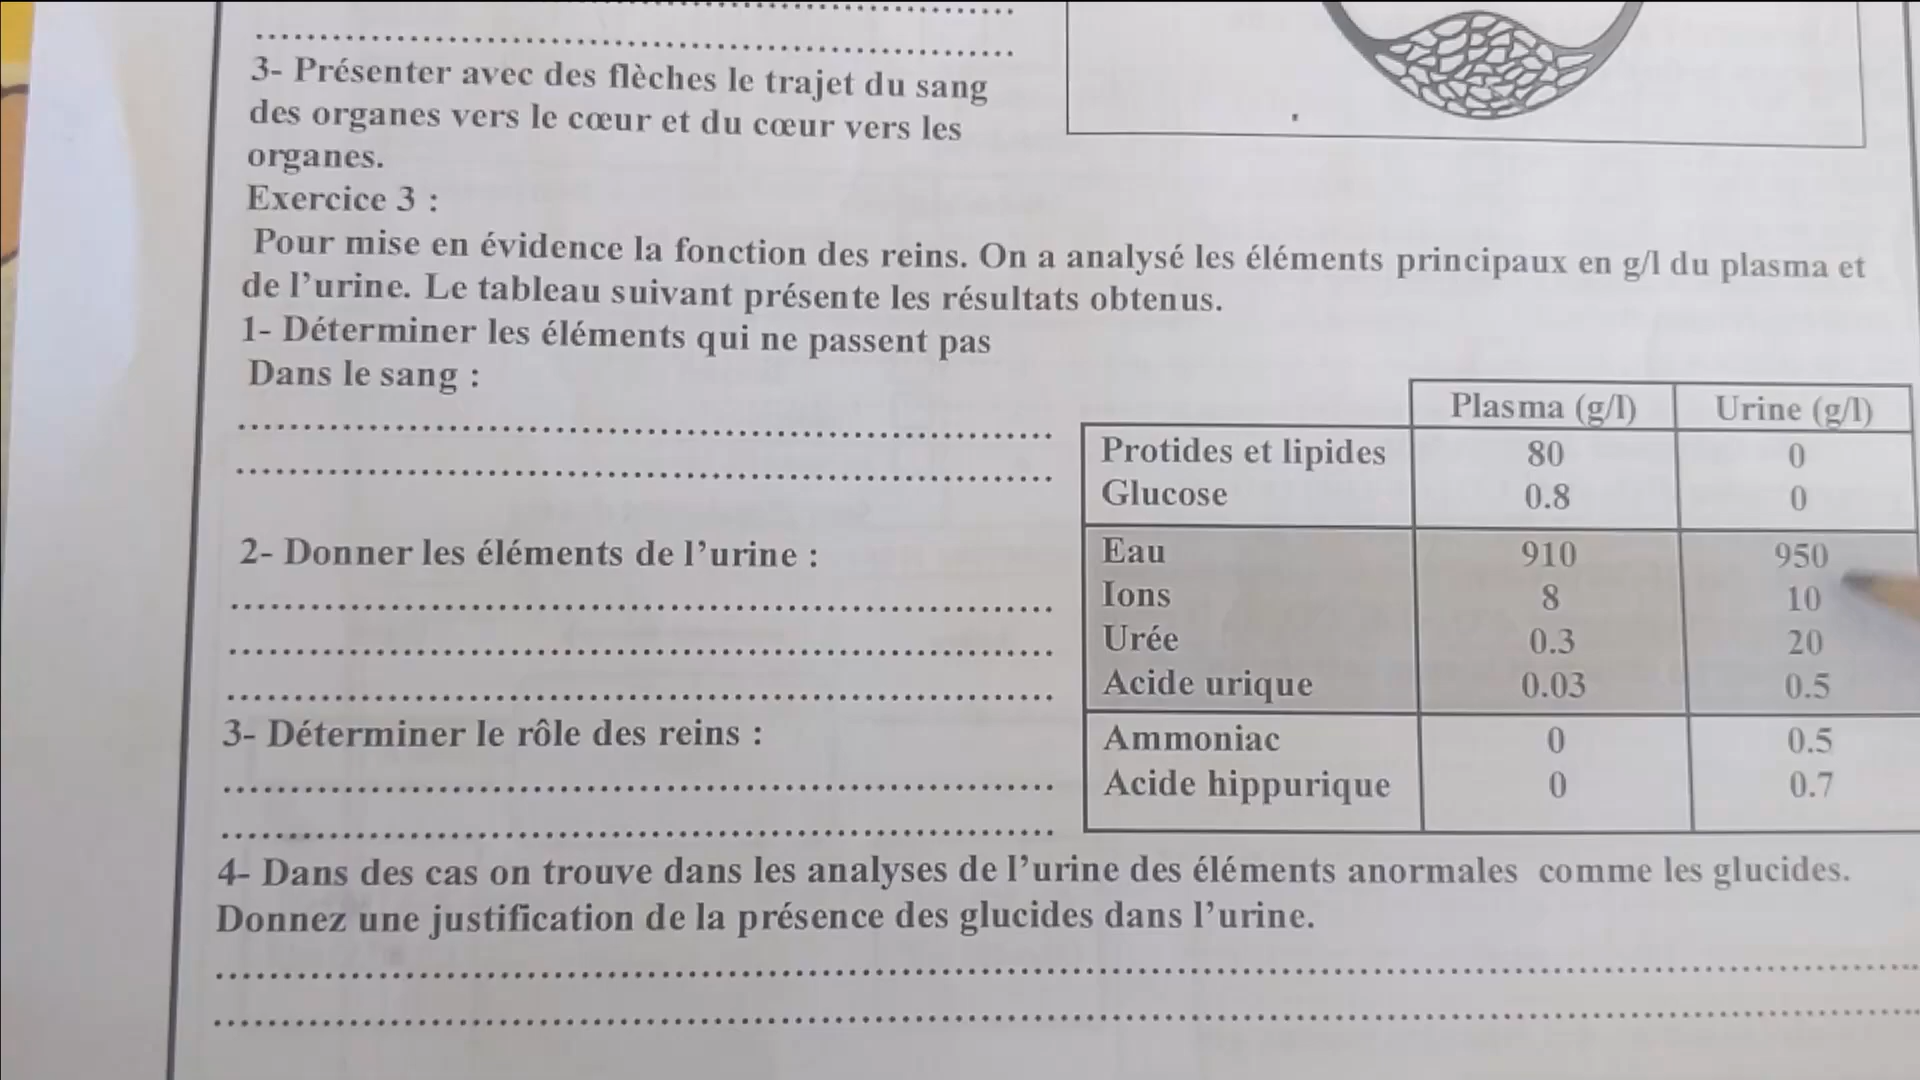 3- Présenter avec des flèches le trajet du sang
des organes vers le cœur et du cœur vers les
organes.
Exercice 3 :
Pour mise en évidence la fonction des reins. On a analysé les éléments principaux en g/l du plasma et
de l'urine. Le tableau suivant présente les résultats obtenus.
1- Déterminer les éléments qui ne passent pas
Dans le sang :
2- Donner les éléments de l'urine :
3- Déterminer le rôle des reins :
Plasma (g/l) Urine (g/l)
Protides et lipides 80 0
Glucose 0.8 0
Eau 910 950
Ions 8 10
Urée 0.3 20
Acide urique 0.03 0.5
Ammoniac 0 0.5
Acide hippurique 0 0.7
4- Dans des cas on trouve dans les analyses de l'urine des éléments anormales comme les glucides.
Donnez une justification de la présence des glucides dans l'urine.